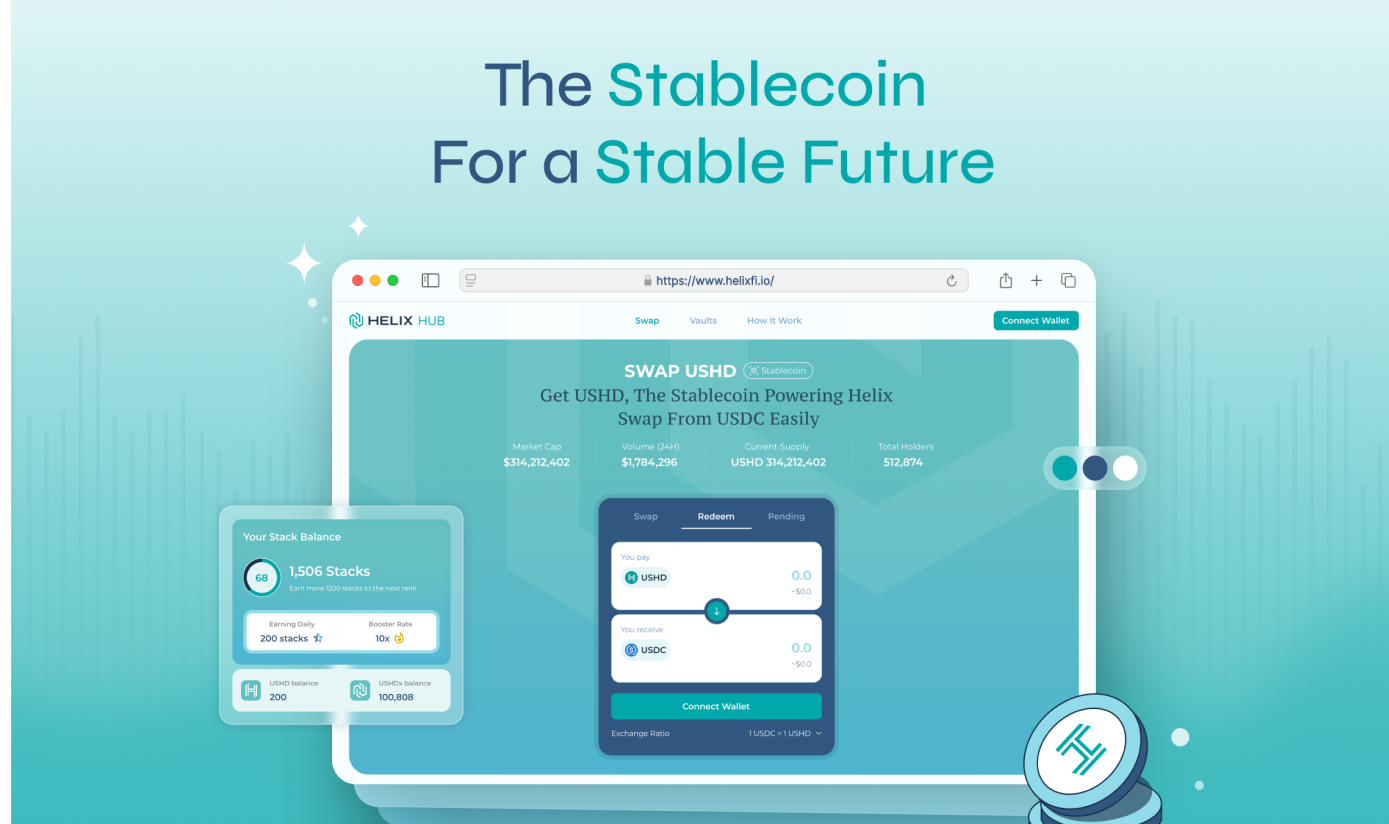 The Stablecoin
For a Stable Future
https://www.helixfi.io/
HELIX HUB
Swap Vaults How It Work
Connect Wallet
SWAP USHD Stablecoin
Get USHD, The Stablecoin Powering Helix
Swap From USDC Easily
Market Cap Volume (24H) Current Supply Total Holders
$314,212,402 $1,784,296 USHD 314,212,402 512,874
Your Stack Balance
68
1,506 Stacks
Earn more 1200 stacks to the next rank
Earning Daily Booster Rate
200 stacks 10x
USHD balance USHDx balance
200 100,808
Swap Redeem Pending
You pay
USHD 0.0
~$0.0
You receive
USDC 0.0
~$0.0
Connect Wallet
Exchange Ratio 1 USDC = 1 USHD